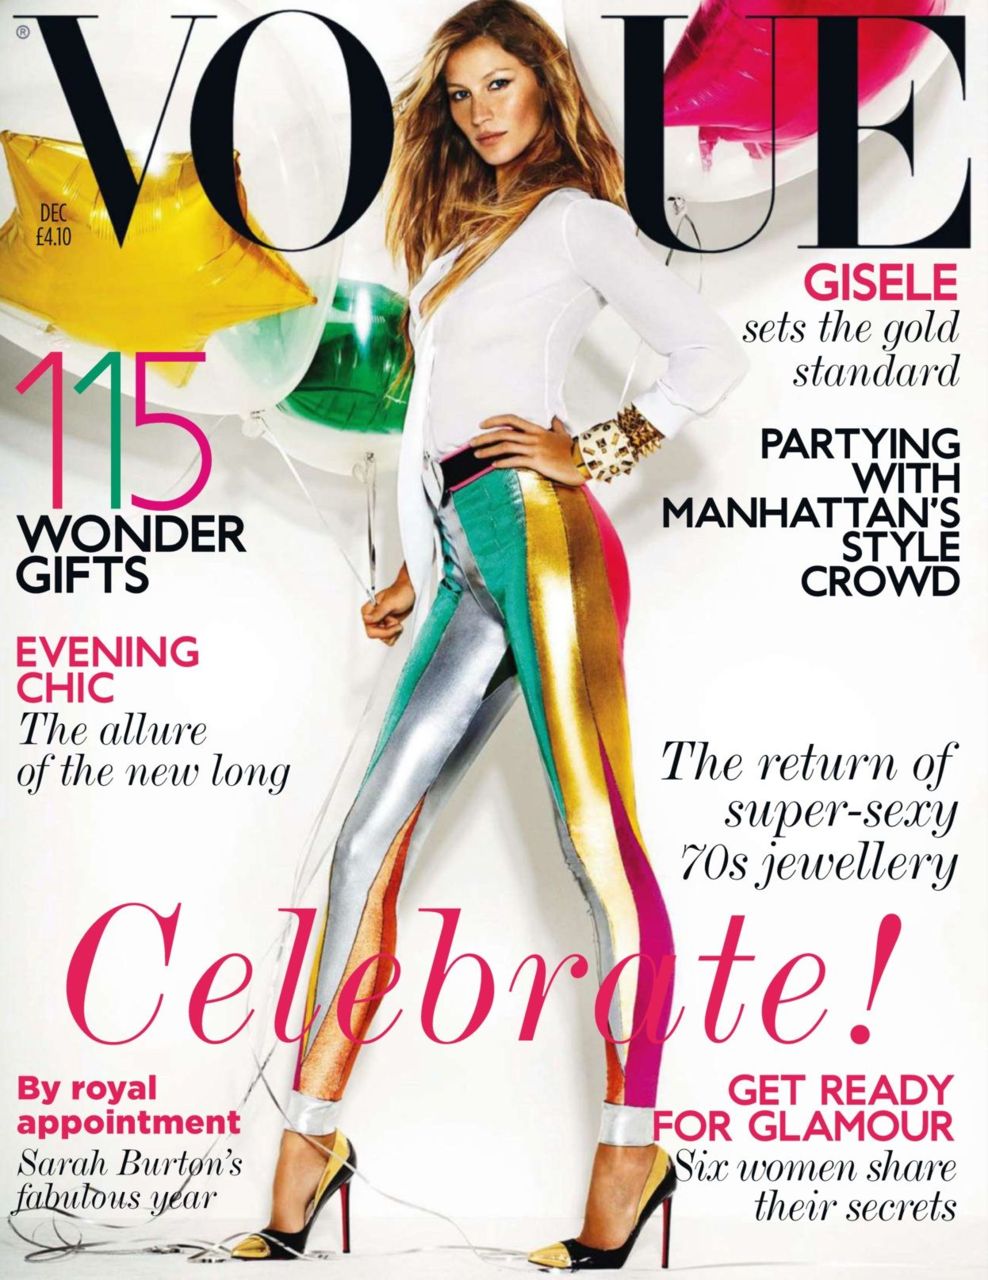 ®
VOGUE
DEC
£4.10
GISELE
sets the gold
standard
115
WONDER
GIFTS
PARTYING
WITH
MANHATTAN'S
STYLE
CROWD
EVENING
CHIC
The allure
of the new long
The return of
super-sexy
70s jewellery
Celebrate!
By royal
appointment
Sarah Burton's
fabulous year
GET READY
FOR GLAMOUR
Six women share
their secrets